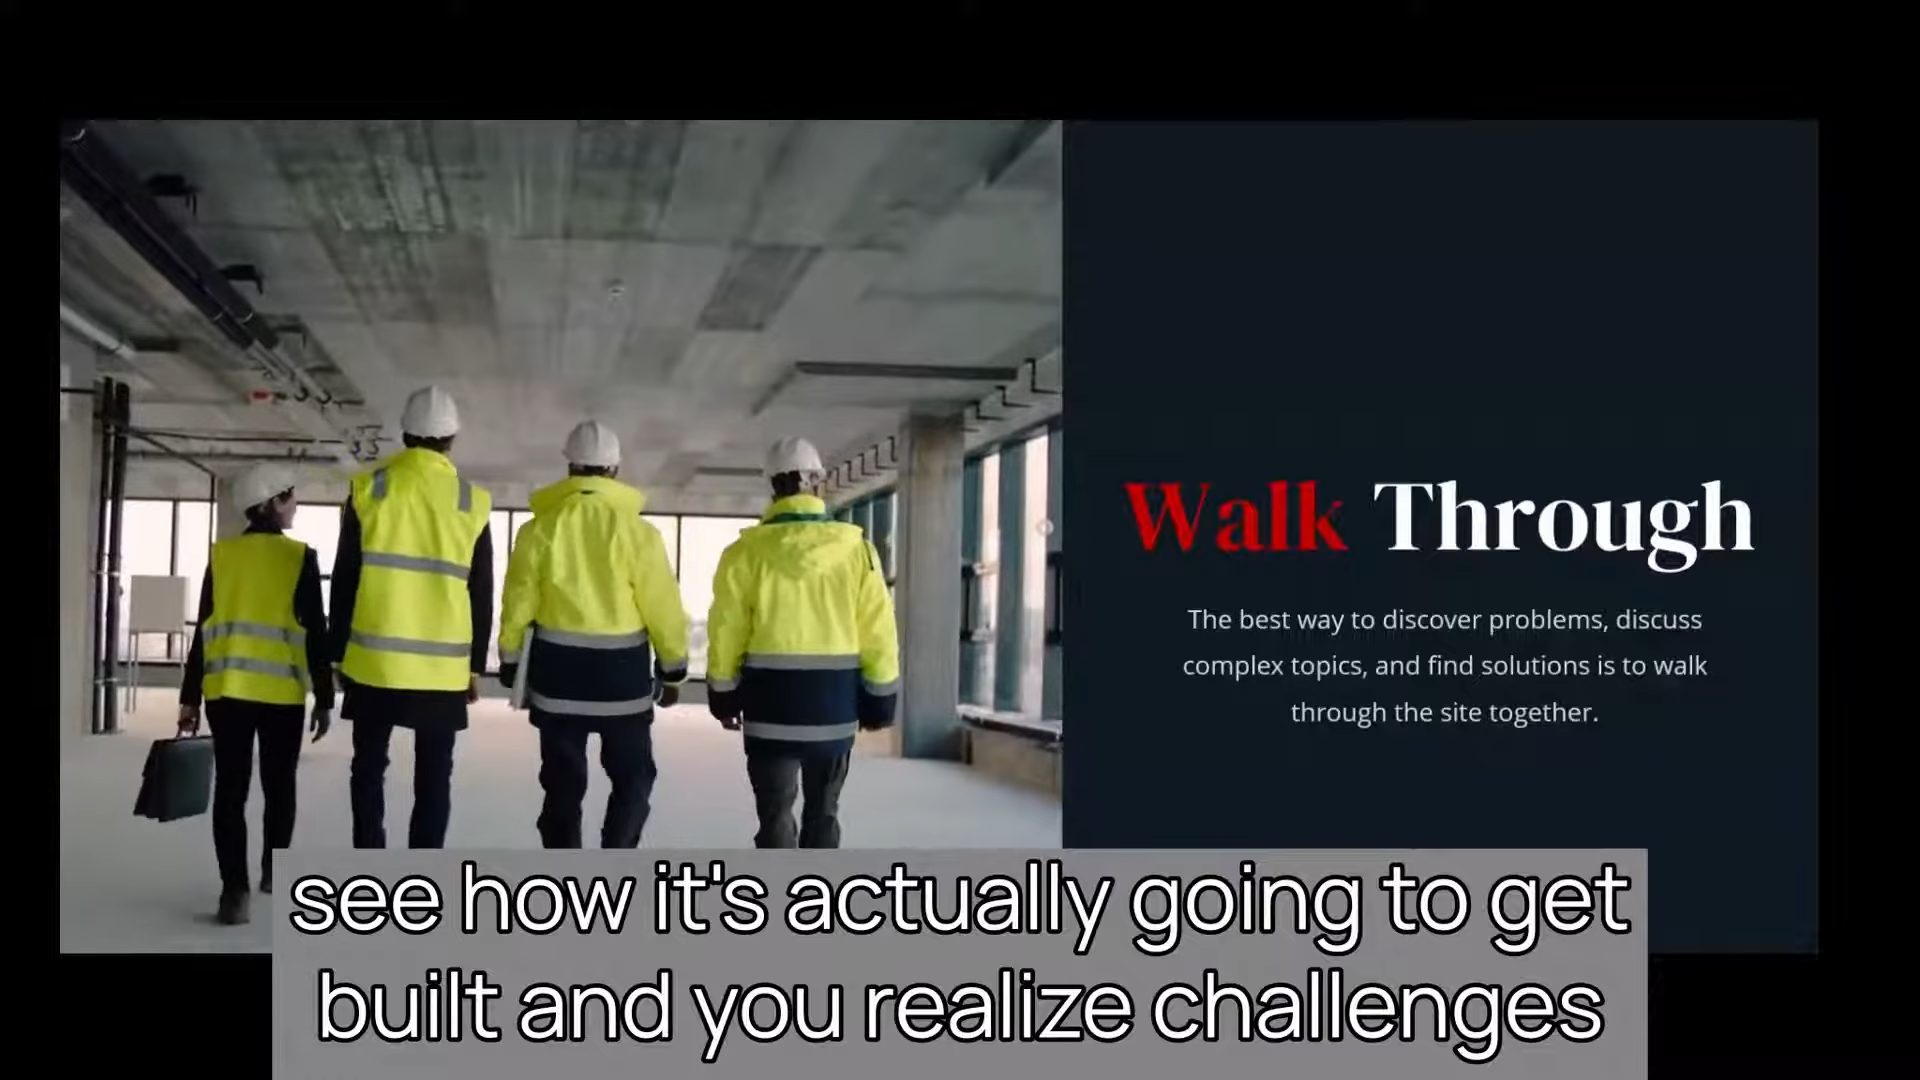 Walk Through
The best way to discover problems, discuss
complex topics, and find solutions is to walk
through the site together.
see how it's actually going to get
built and you realize challenges